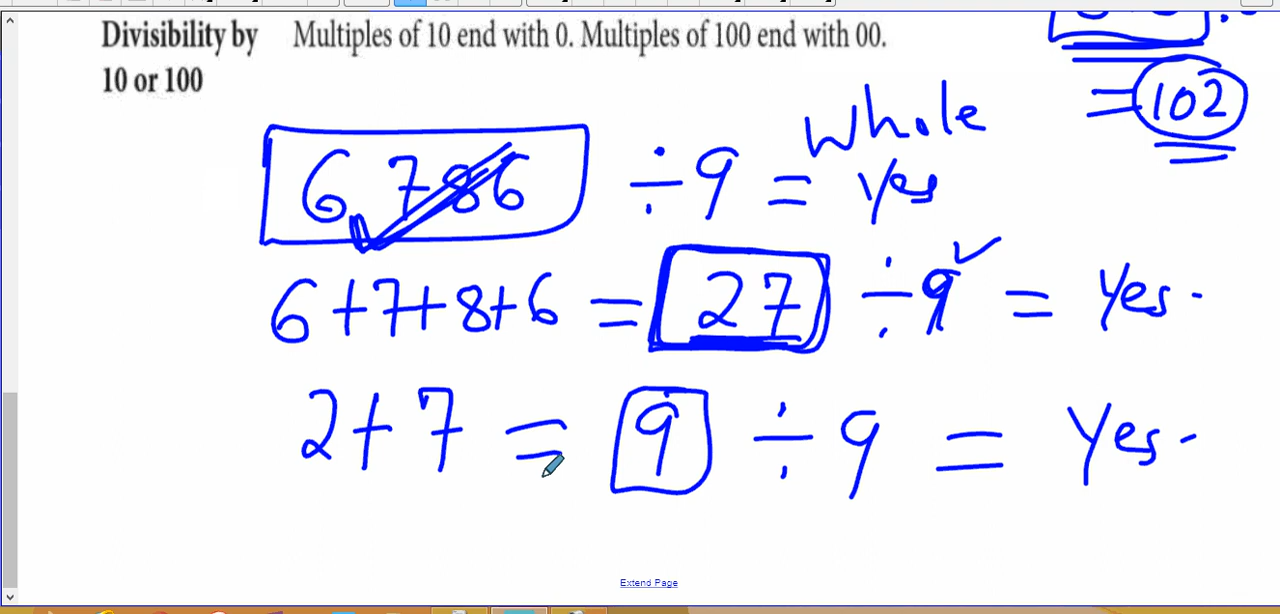 Divisibility by Multiples of 10 end with 0. Multiples of 100 end with 00.
10 or 100
= 102
Whole
6,786 ÷ 9 = Yes
6+7+8+6 = 27 ÷ 9 = Yes.
2+7 = 9 ÷ 9 = Yes.
Extend Page